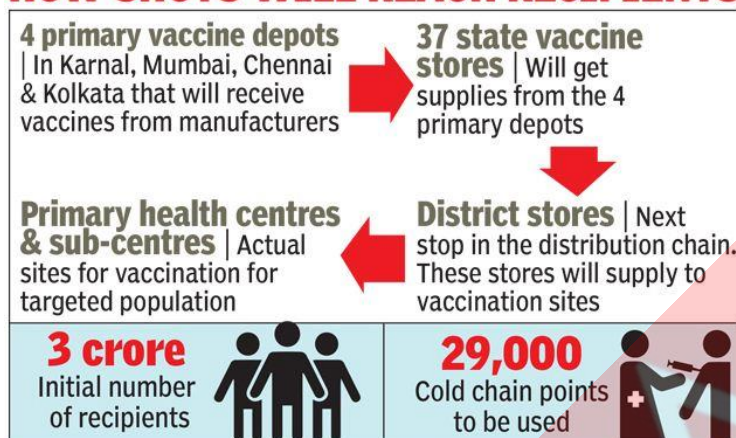 4 primary vaccine depots
| In Karnal, Mumbai, Chennai
& Kolkata that will receive
vaccines from manufacturers
37 state vaccine
stores | Will get
supplies from the 4
primary depots
District stores | Next
stop in the distribution chain.
These stores will supply to
vaccination sites
Primary health centres
& sub-centres | Actual
sites for vaccination for
targeted population
3 crore
Initial number
of recipients
29,000
Cold chain points
to be used